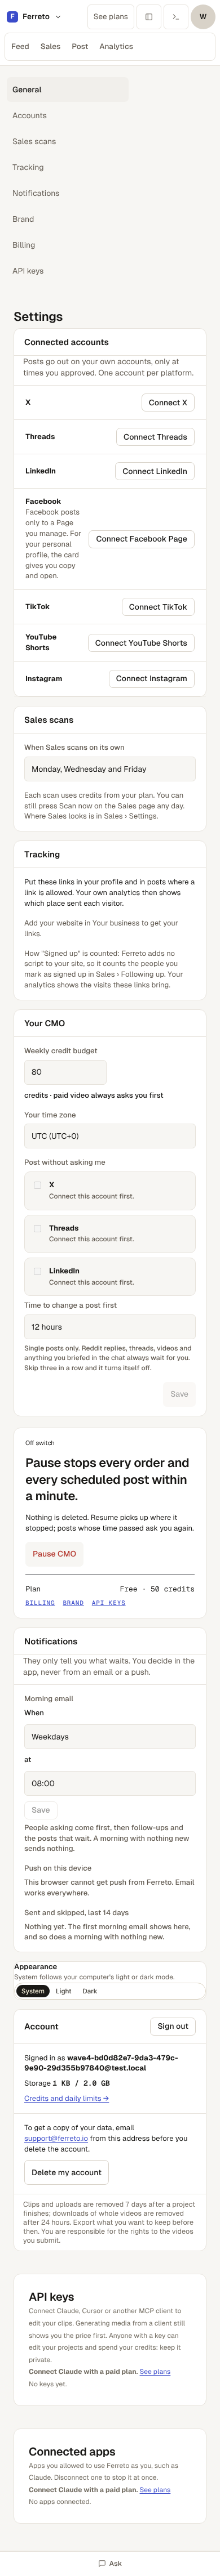 F Ferreto
See plans
W
Feed Sales Post Analytics
General
Accounts
Sales scans
Tracking
Notifications
Brand
Billing
API keys
Settings
Connected accounts
Posts go out on your own accounts, only at
times you approved. One account per platform.
X
Connect X
Threads
Connect Threads
LinkedIn
Connect LinkedIn
Facebook
Facebook posts
only to a Page
you manage. For
your personal
profile, the card
gives you copy
and open.
Connect Facebook Page
TikTok
Connect TikTok
YouTube
Shorts
Connect YouTube Shorts
Instagram
Connect Instagram
Sales scans
When Sales scans on its own
Monday, Wednesday and Friday
Each scan uses credits from your plan. You can
still press Scan now on the Sales page any day.
Where Sales looks is in Sales › Settings.
Tracking
Put these links in your profile and in posts where a
link is allowed. Your own analytics then shows
which place sent each visitor.
Add your website in Your business to get your
links.
How "Signed up" is counted: Ferreto adds no
script to your site, so it counts the people you
mark as signed up in Sales › Following up. Your
analytics shows the visits these links bring.
Your CMO
Weekly credit budget
80
credits · paid video always asks you first
Your time zone
UTC (UTC+0)
Post without asking me
X
Connect this account first.
Threads
Connect this account first.
LinkedIn
Connect this account first.
Time to change a post first
12 hours
Single posts only. Reddit replies, threads, videos and
anything you briefed in the chat always wait for you.
Skip three in a row and it turns itself off.
Save
Off switch
Pause stops every order and
every scheduled post within
a minute.
Nothing is deleted. Resume picks up where it
stopped; posts whose time passed ask you again.
Pause CMO
Plan
Free · 50 credits
BILLING BRAND API KEYS
Notifications
They only tell you what waits. You decide in the
app, never from an email or a push.
Morning email
When
Weekdays
at
08:00
Save
People asking come first, then follow-ups and
the posts that wait. A morning with nothing new
sends nothing.
Push on this device
This browser cannot get push from Ferreto. Email
works everywhere.
Sent and skipped, last 14 days
Nothing yet. The first morning email shows here,
and so does a morning with nothing new.
Appearance
System follows your computer's light or dark mode.
System Light Dark
Account
Sign out
Signed in as wave4-bd0d82e7-9da3-479c-
9e90-29d355b97840@test.local
Storage 1 KB / 2.0 GB
Credits and daily limits →
To get a copy of your data, email
support@ferreto.io from this address before you
delete the account.
Delete my account
Clips and uploads are removed 7 days after a project
finishes; downloads of whole videos are removed
after 24 hours. Export what you want to keep before
then. You are responsible for the rights to the videos
you submit.
API keys
Connect Claude, Cursor or another MCP client to
edit your clips. Generating media from a client still
shows you the price first. Anyone with a key can
edit your projects and spend your credits: keep it
private.
Connect Claude with a paid plan. See plans
No keys yet.
Connected apps
Apps you allowed to use Ferreto as you, such as
Claude. Disconnect one to stop it at once.
Connect Claude with a paid plan. See plans
No apps connected.
Ask